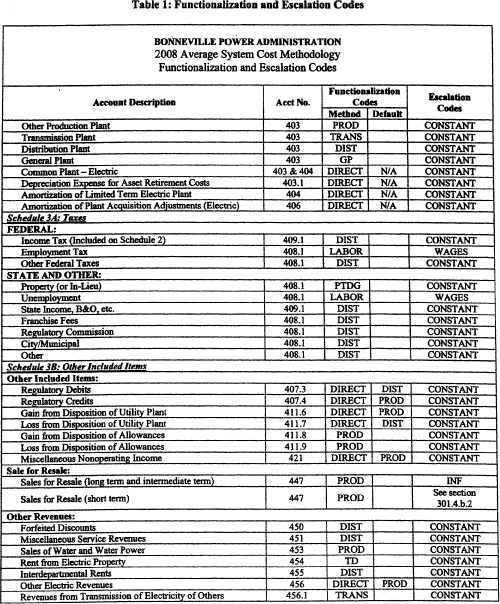 Table 1: Functionalization and Escalation Codes
BONNEVILLE POWER ADMINISTRATION
2008 Average System Cost Methodology
Functionalization and Escalation Codes
Account Description Acct No. Functionalization Codes Escalation Codes
Method Default
Other Production Plant 403 PROD CONSTANT
Transmission Plant 403 TRANS CONSTANT
Distribution Plant 403 DIST CONSTANT
General Plant 403 GP CONSTANT
Common Plant – Electric 403 & 404 DIRECT N/A CONSTANT
Depreciation Expense for Asset Retirement Costs 403.1 DIRECT N/A CONSTANT
Amortization of Limited Term Electric Plant 404 DIRECT N/A CONSTANT
Amortization of Plant Acquisition Adjustments (Electric) 406 DIRECT N/A CONSTANT
Schedule 3A: Taxes
FEDERAL:
Income Tax (Included on Schedule 2) 409.1 DIST CONSTANT
Employment Tax 408.1 LABOR WAGES
Other Federal Taxes 408.1 DIST CONSTANT
STATE AND OTHER:
Property (or In-Lieu) 408.1 PTDG CONSTANT
Unemployment 408.1 LABOR WAGES
State Income, B&O, etc. 409.1 DIST CONSTANT
Franchise Fees 408.1 DIST CONSTANT
Regulatory Commission 408.1 DIST CONSTANT
City/Municipal 408.1 DIST CONSTANT
Other 408.1 DIST CONSTANT
Schedule 3B: Other Included Items
Other Included Items:
Regulatory Debits 407.3 DIRECT DIST CONSTANT
Regulatory Credits 407.4 DIRECT PROD CONSTANT
Gain from Disposition of Utility Plant 411.6 DIRECT PROD CONSTANT
Loss from Disposition of Utility Plant 411.7 DIRECT DIST CONSTANT
Gain from Disposition of Allowances 411.8 PROD CONSTANT
Loss from Disposition of Allowances 411.9 PROD CONSTANT
Miscellaneous Nonoperating Income 421 DIRECT PROD CONSTANT
Sale for Resale:
Sales for Resale (long term and intermediate term) 447 PROD INF
Sales for Resale (short term) 447 PROD See section 301.4.b.2
Other Revenues:
Forfeited Discounts 450 DIST CONSTANT
Miscellaneous Service Revenues 451 DIST CONSTANT
Sales of Water and Water Power 453 PROD CONSTANT
Rent from Electric Property 454 TD CONSTANT
Interdepartmental Rents 455 DIST CONSTANT
Other Electric Revenues 456 DIRECT PROD CONSTANT
Revenues from Transmission of Electricity of Others 456.1 TRANS CONSTANT